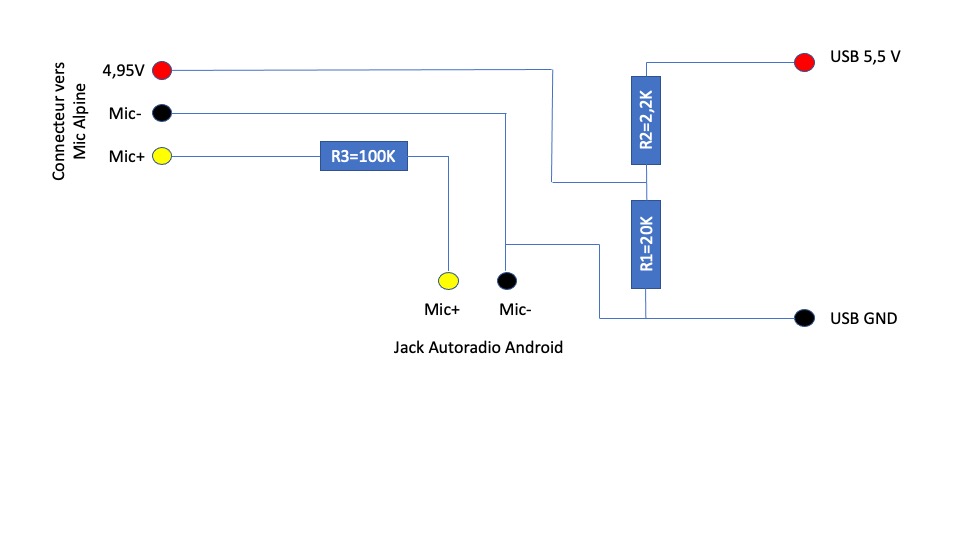 Connecteur vers
Mic Alpine
4,95V
Mic-
Mic+
R3=100K
Mic+
Mic-
Jack Autoradio Android
R2=2,2K
R1=20K
USB 5,5 V
USB GND